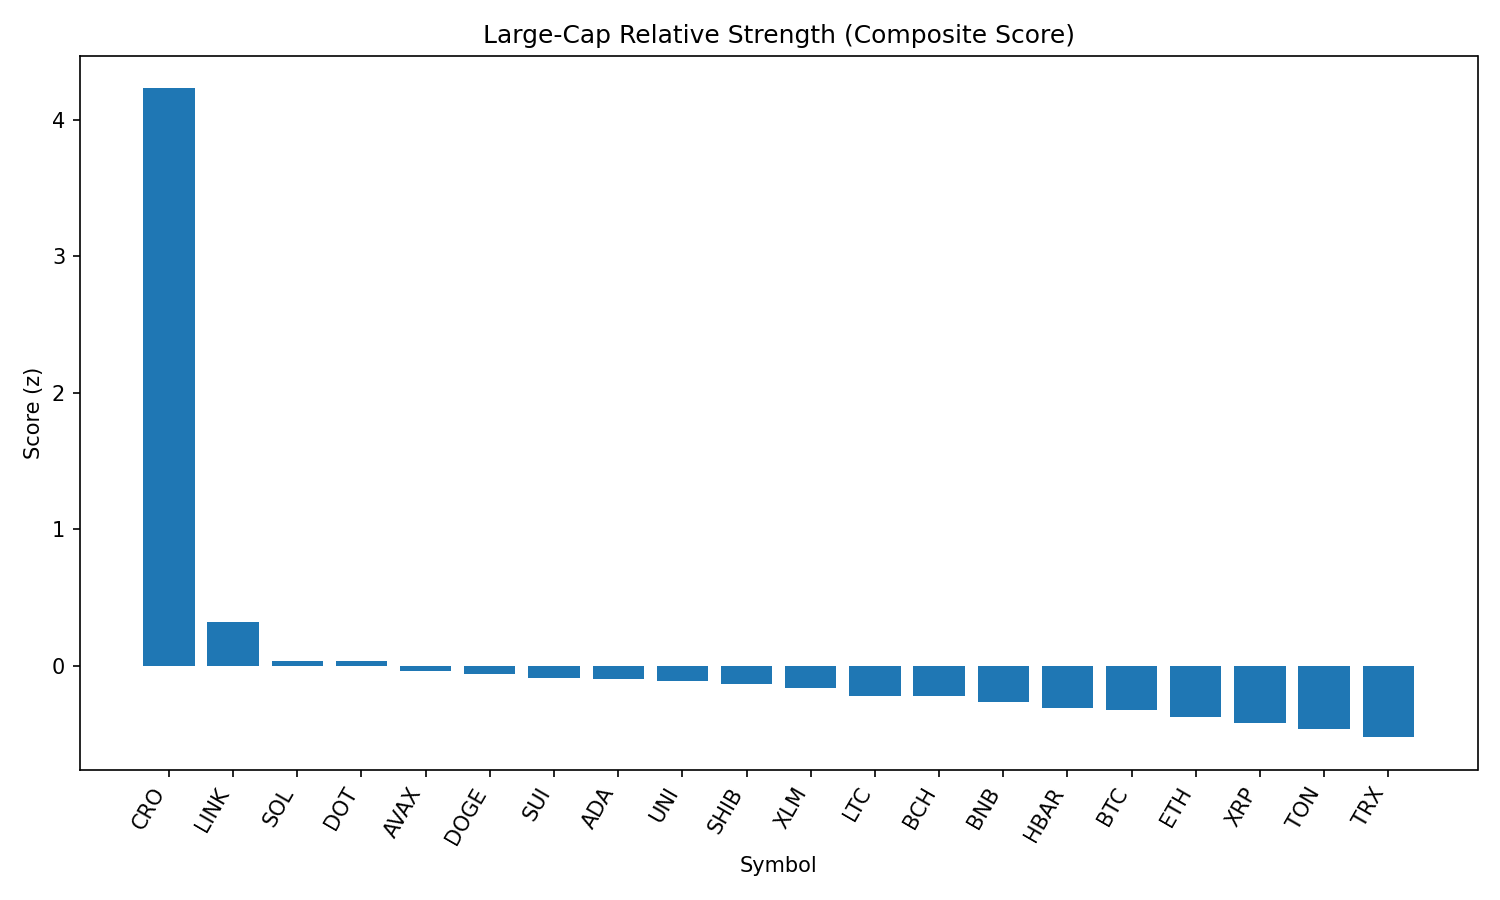 Large-Cap Relative Strength (Composite Score)
Score (z)
4
3
2
1
0
CRO
LINK
SOL
DOT
AVAX
DOGE
SUI
ADA
UNI
SHIB
XLM
LTC
BCH
BNB
HBAR
BTC
ETH
XRP
TON
TRX
Symbol